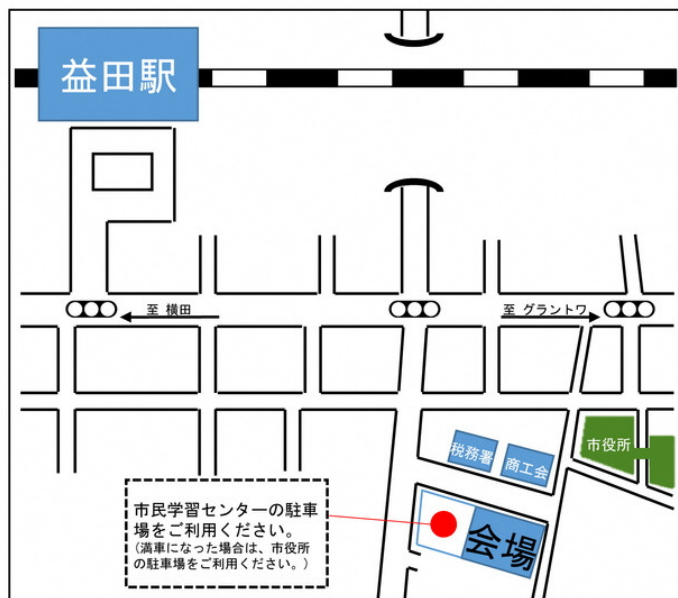 益田駅
至 横田
至 グラントワ
税務署
商工会
市役所
市民学習センターの駐車
場をご利用ください。
(満車になった場合は、市役所
の駐車場をご利用ください。)
会場